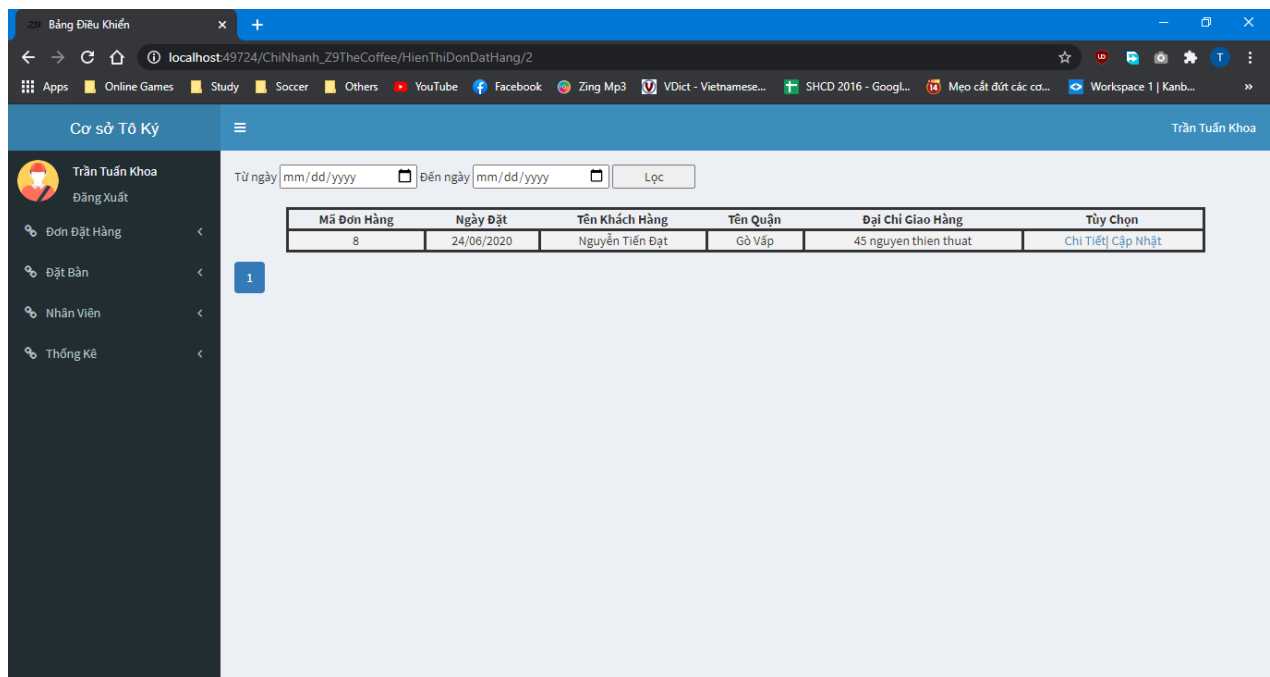 Bảng Điều Khiển
localhost:49724/ChiNhanh_Z9TheCoffee/HienThiDonDatHang/2
Apps Online Games Study Soccer Others YouTube Facebook Zing Mp3 VDict - Vietnamese... SHCD 2016 - Googl... Mẹo cắt đứt các cơ... Workspace 1 | Kanb... »
Cơ sở Tô Ký
Trần Tuấn Khoa
Trần Tuấn Khoa
Đăng Xuất
Đơn Đặt Hàng
Đặt Bàn
Nhân Viên
Thống Kê
Từ ngày mm/dd/yyyy Đến ngày mm/dd/yyyy Lọc
Mã Đơn Hàng Ngày Đặt Tên Khách Hàng Tên Quận Đại Chỉ Giao Hàng Tùy Chọn
8 24/06/2020 Nguyễn Tiến Đạt Gò Vấp 45 nguyen thien thuat Chi Tiết| Cập Nhật
1